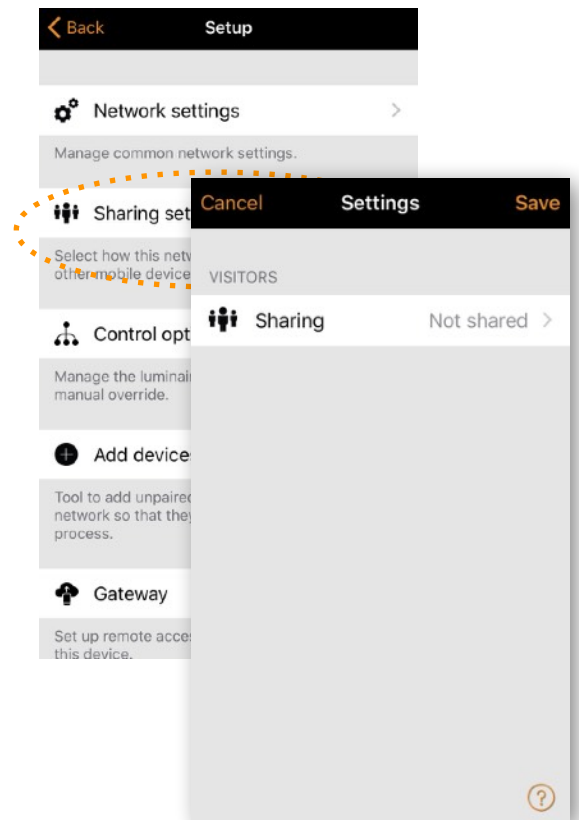 Back
Setup
Network settings
Manage common network settings.
Sharing set
Select how this netw
other mobile device
Control opt
Manage the luminai
manual override.
Add device
Tool to add unpaired
network so that they
process.
Gateway
Set up remote acce
this device.
Cancel
Settings
Save
VISITORS
Sharing
Not shared
?